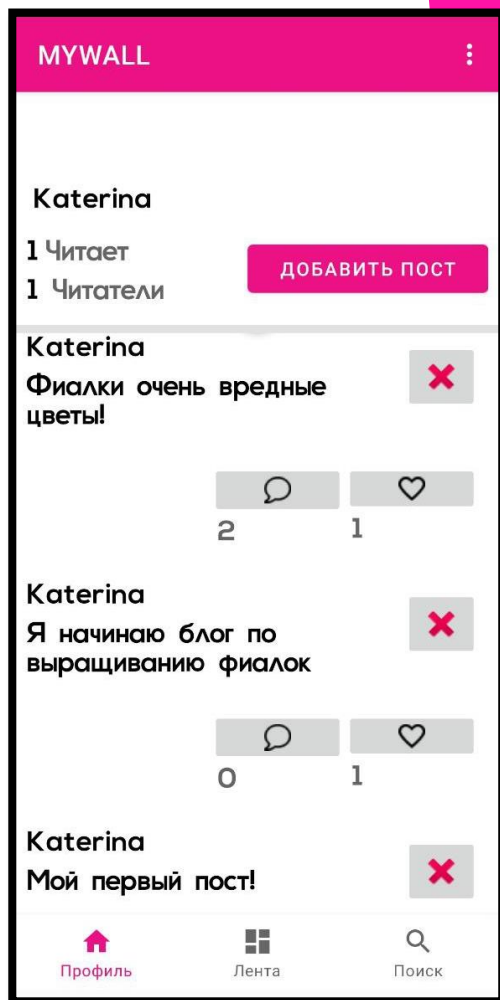 MYWALL
Katerina
1 Читает
1 Читатели
ДОБАВИТЬ ПОСТ
Katerina
Фиалки очень вредные
цветы!
2
1
Katerina
Я начинаю блог по
выращиванию фиалок
0
1
Katerina
Мой первый пост!
Профиль
Лента
Поиск